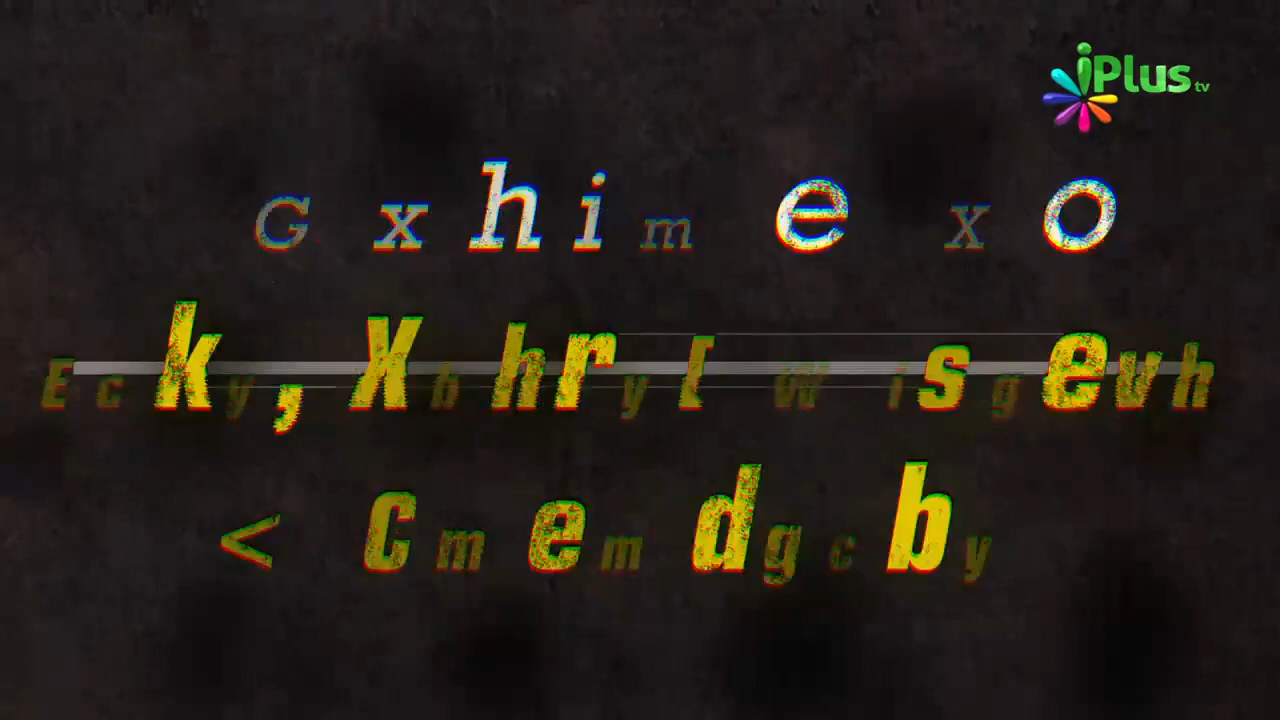 iPlus tv
G x h i m e x o
E c k y , X b h r y [ W i s g e v h
< C m e m d g c b y